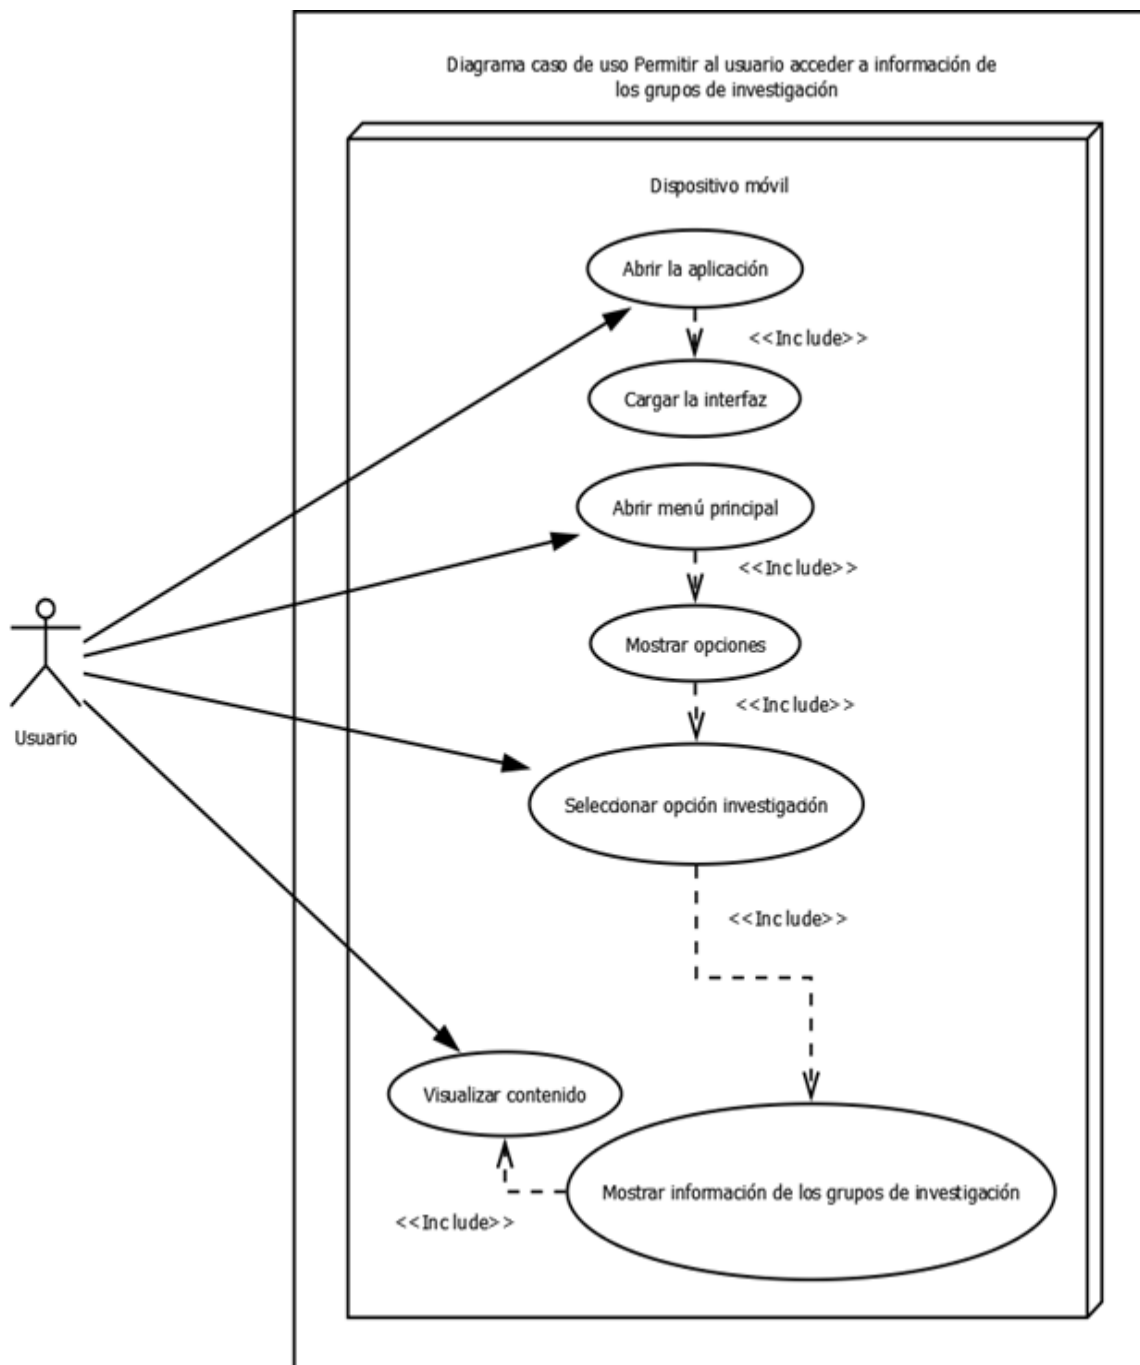 Diagrama caso de uso Permitir al usuario acceder a información de
los grupos de investigación
Dispositivo móvil
Abrir la aplicación
<<Include>>
Cargar la interfaz
Abrir menú principal
<<Include>>
Mostrar opciones
<<Include>>
Usuario
Seleccionar opción investigación
<<Include>>
Visualizar contenido
Mostrar información de los grupos de investigación
<<Include>>